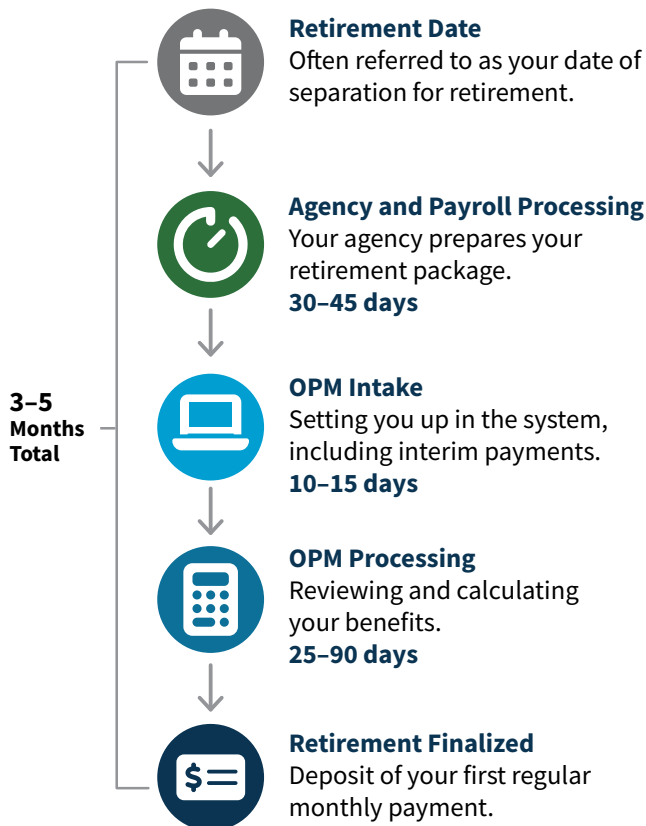 Retirement Date
Often referred to as your date of
separation for retirement.
Agency and Payroll Processing
Your agency prepares your
retirement package.
30–45 days
3–5
Months
Total
OPM Intake
Setting you up in the system,
including interim payments.
10–15 days
OPM Processing
Reviewing and calculating
your benefits.
25–90 days
$
Retirement Finalized
Deposit of your first regular
monthly payment.